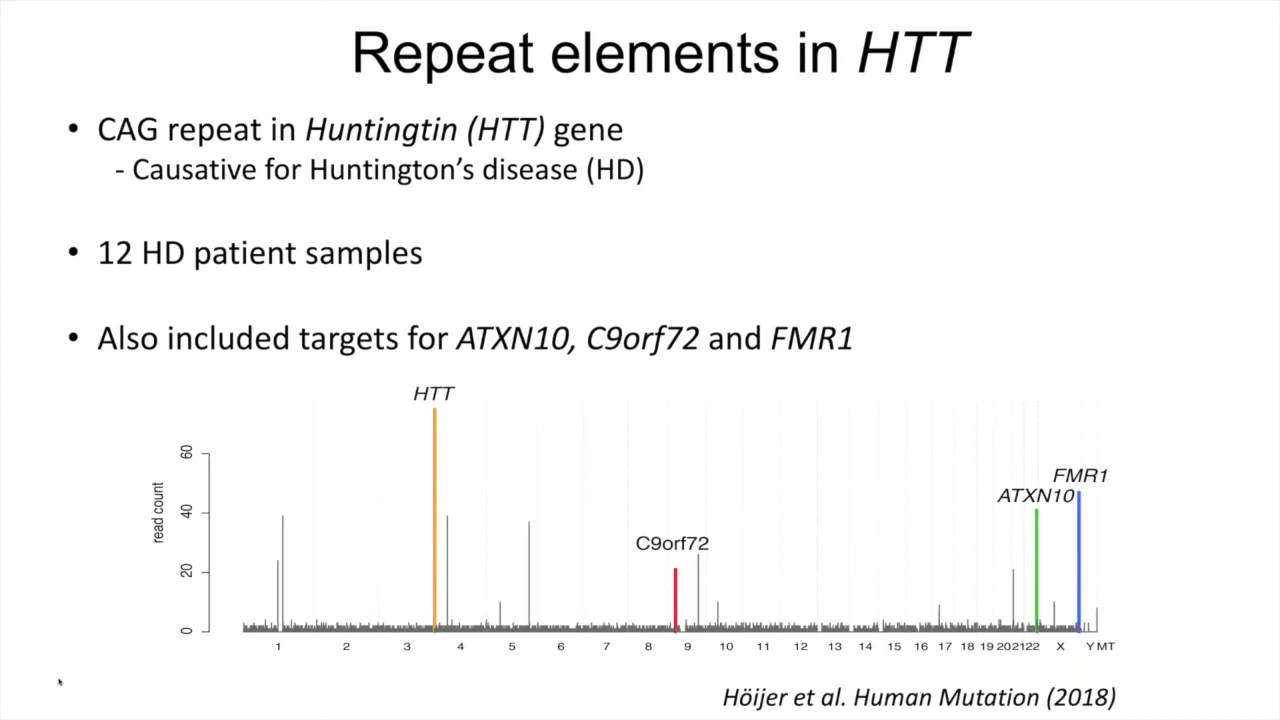 Repeat elements in HTT
• CAG repeat in Huntingtin (HTT) gene
- Causative for Huntington’s disease (HD)
• 12 HD patient samples
• Also included targets for ATXN10, C9orf72 and FMR1
HTT
FMR1
ATXN10
C9orf72
read count
60
40
20
0
1 2 3 4 5 6 7 8 9 10 11 12 13 14 15 16 17 18 19 20 21 22 X Y MT
Höijer et al. Human Mutation (2018)